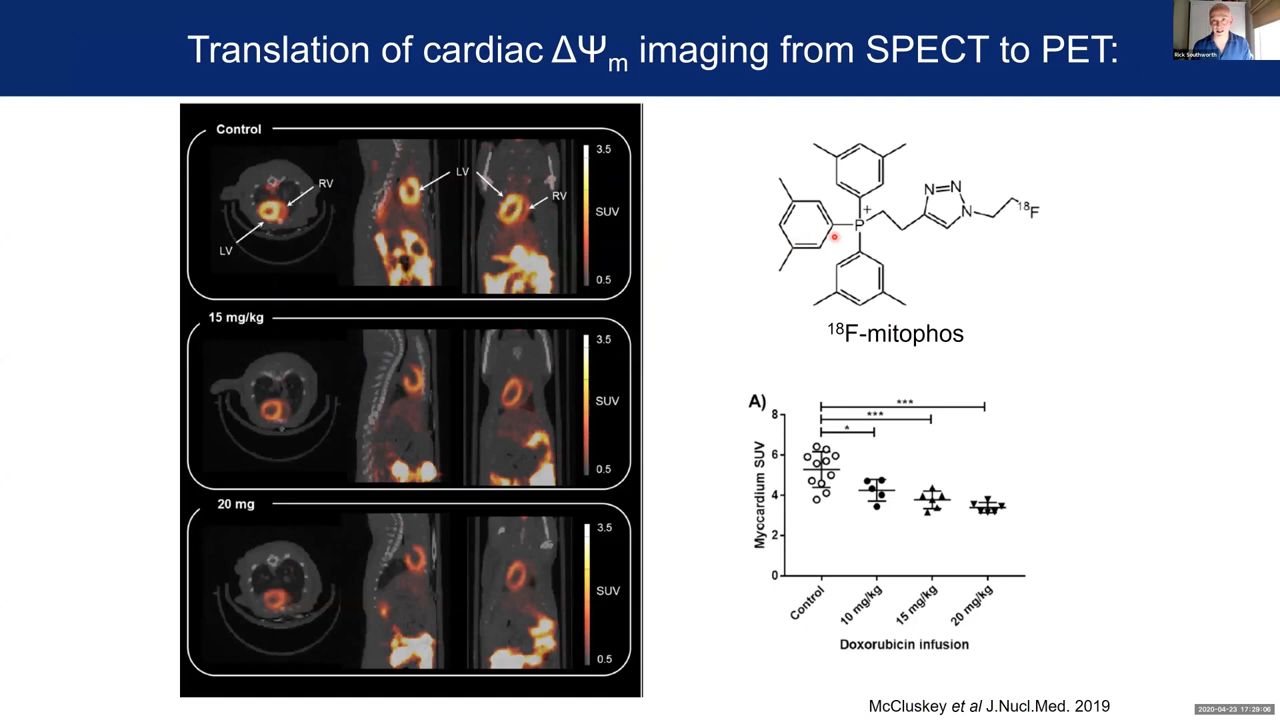 Translation of cardiac ΔΨm imaging from SPECT to PET:
Rick Southworth
Control
LV
RV
RV
LV
3.5
SUV
0.5
15 mg/kg
3.5
SUV
0.5
20 mg
3.5
SUV
0.5
N=N
N
P
+
18F
18F-mitophos
A)
***
***
*
8
6
4
2
0
Myocardium SUV
Control
10 mg/kg
15 mg/kg
20 mg/kg
Doxorubicin infusion
McCluskey et al J.Nucl.Med. 2019
2020-04-23 17:29:06